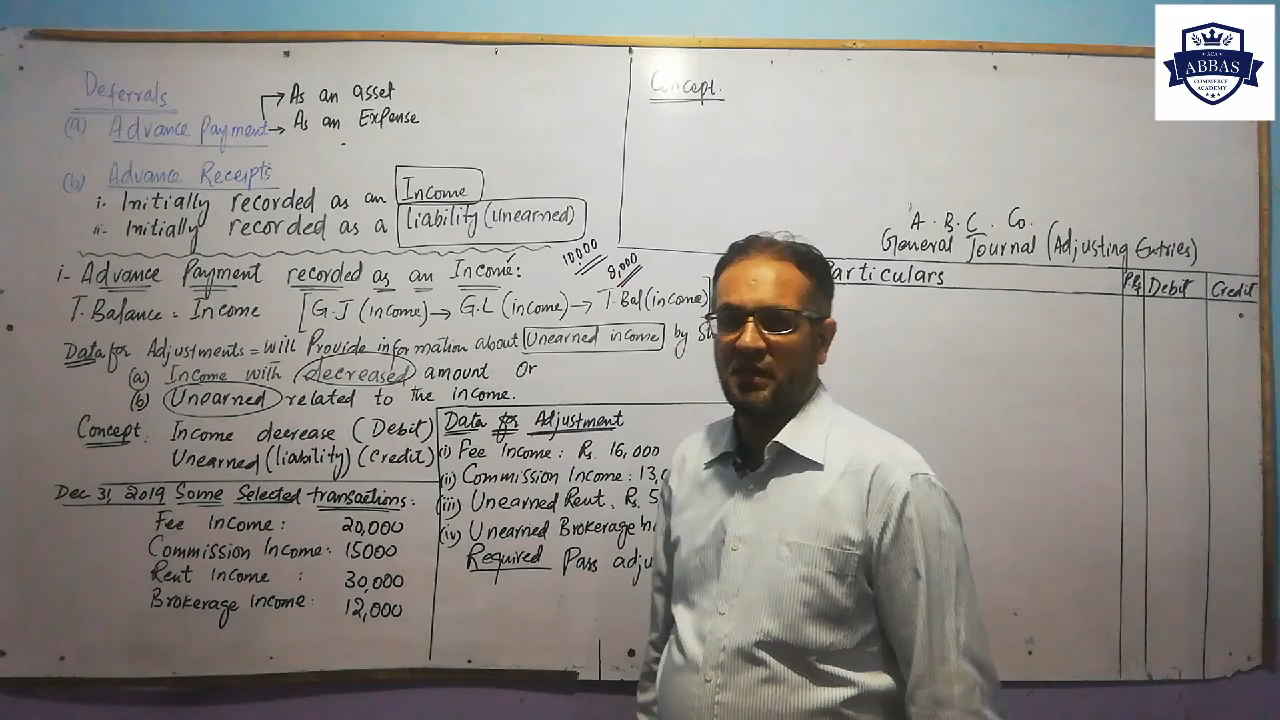 Deferrals
(a) Advance Payment → As an asset
→ As an Expense
(b) Advance Receipts
i. Initially recorded as an Income
ii. Initially recorded as a liability (Unearned)
i. Advance Payment recorded as an Income:
10000
8,000
T. Balance = Income [G.J (income) → G.L (income) → T.Bal (income)]
Data for Adjustments = will Provide information about Unearned income by
(a) Income with decreased amount Or
(b) Unearned related to the income.
Concept: Income decrease (Debit)
Unearned (liability) (Credit)
Dec 31, 2019 Some Selected transactions:
Fee Income: 20,000
Commission Income: 15000
Rent Income : 30,000
Brokerage Income: 12,000
Data for Adjustment
(i) Fee Income: Rs. 16,000
(ii) Commission Income: 13,
(iii) Unearned Rent. Rs. 5
(iv) Unearned Brokerage
Required Pass
Concept.
A. B. C. Co.
General Journal (Adjusting Entries)
Particulars Debit Credit
ACA
ABBAS
COMMERCE
ACADEMY